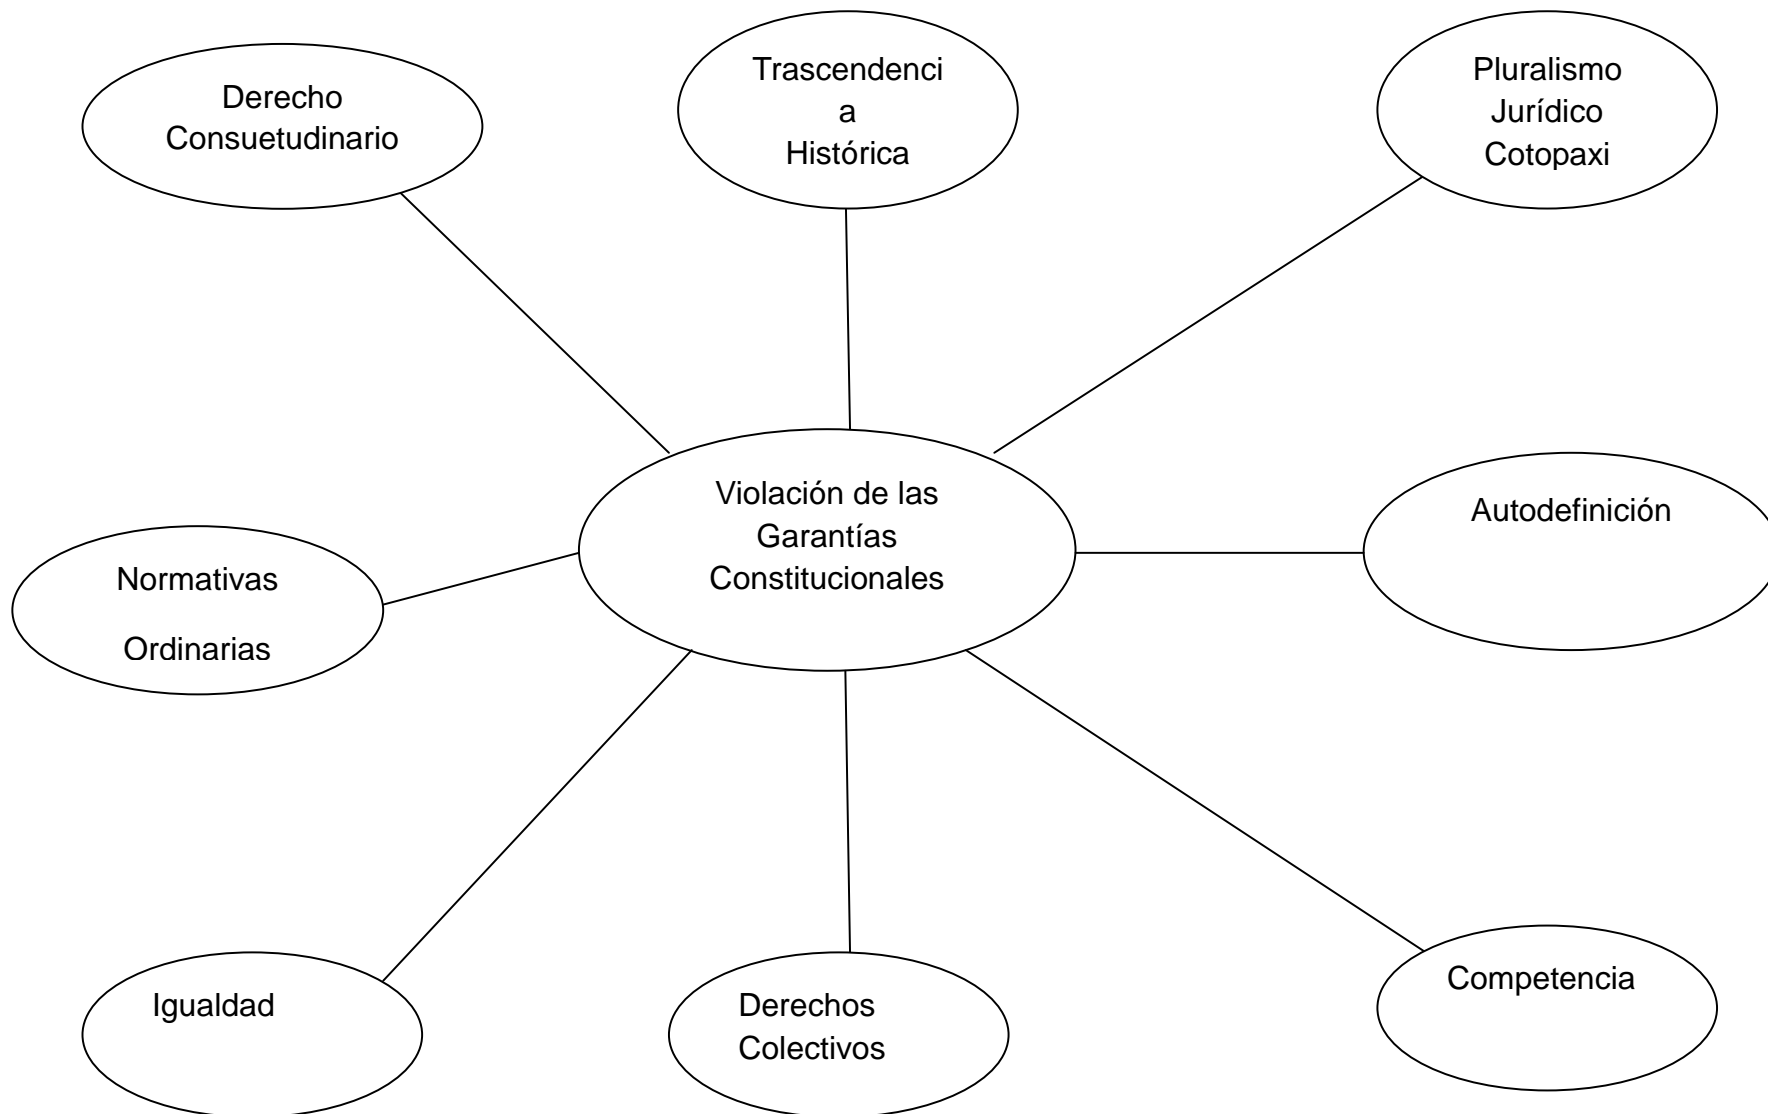 Derecho
Consuetudinario
Trascendenci
a
Histórica
Pluralismo
Jurídico
Cotopaxi
Violación de las
Garantías
Constitucionales
Autodefinición
Normativas
Ordinarias
Igualdad
Derechos
Colectivos
Competencia